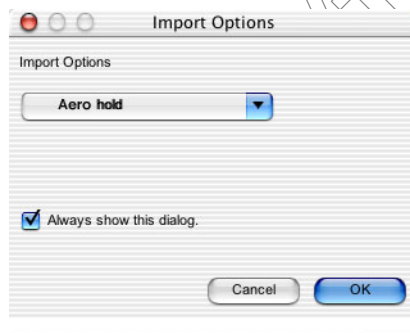 Import Options
Import Options
Aero hold
Always show this dialog.
Cancel OK